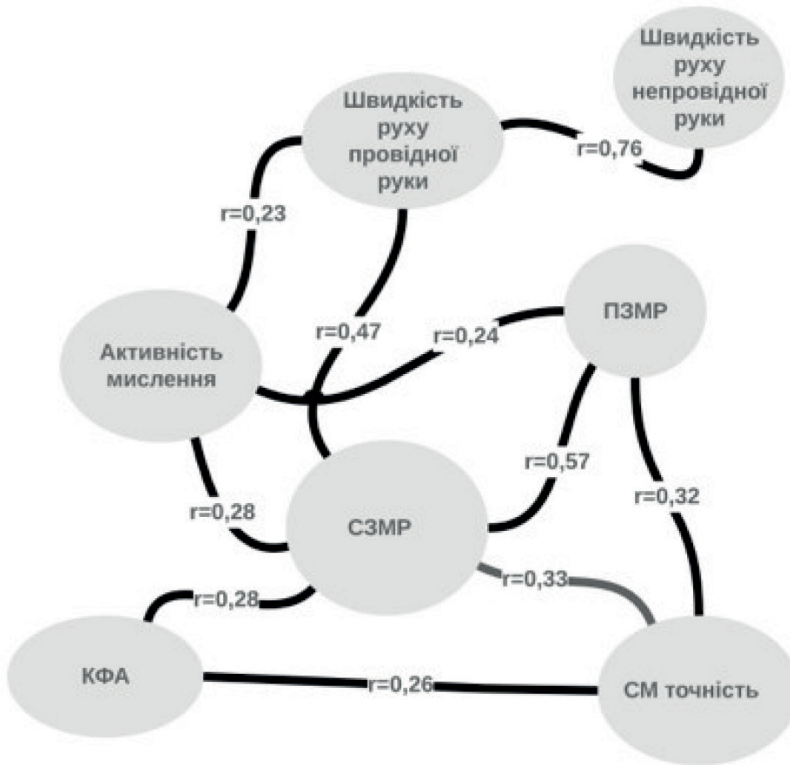 Швидкість
руху
непровідної
руки
Швидкість
руху
провідної
руки
r=0,76
r=0,23
ПЗМР
r=0,47
r=0,24
Активність
мислення
r=0,57
r=0,32
r=0,28
СЗМР
r=0,33
r=0,28
КФА
r=0,26
СМ точність